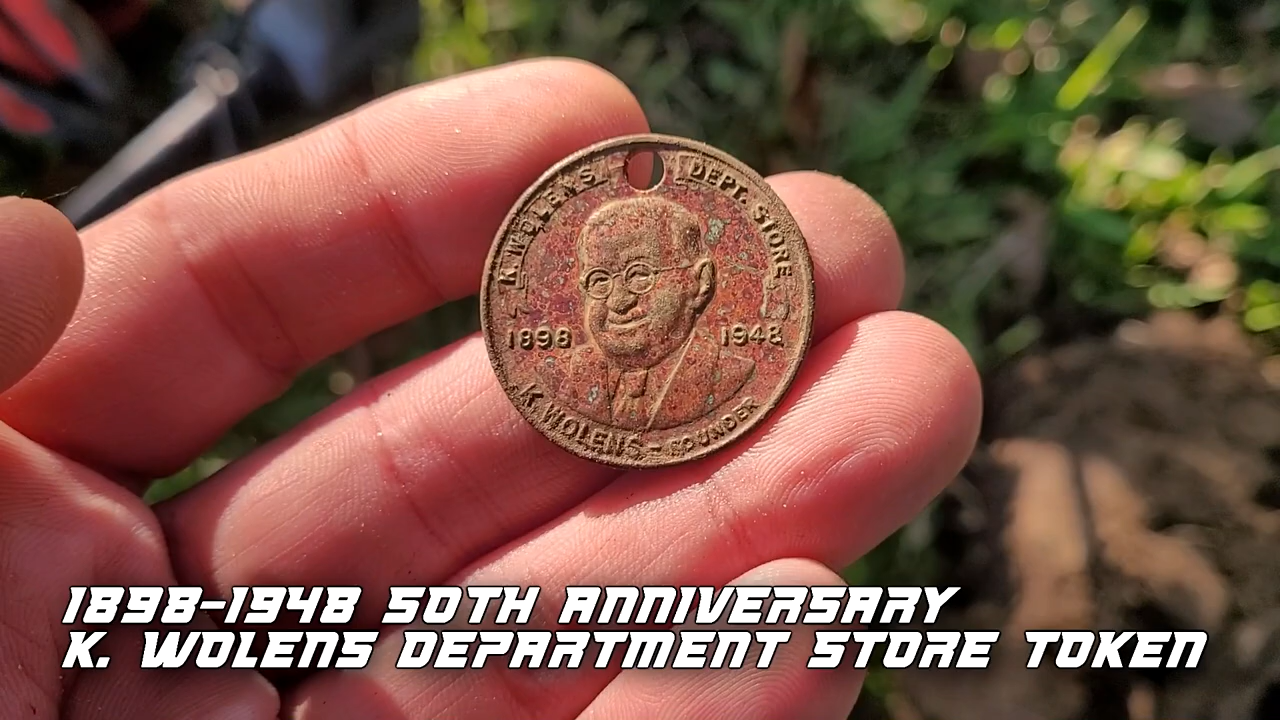 K. WOLENS DEPT. STORE
1898 1948
K. WOLENS - FOUNDER
1898-1948 50TH ANNIVERSARY
K. WOLENS DEPARTMENT STORE TOKEN